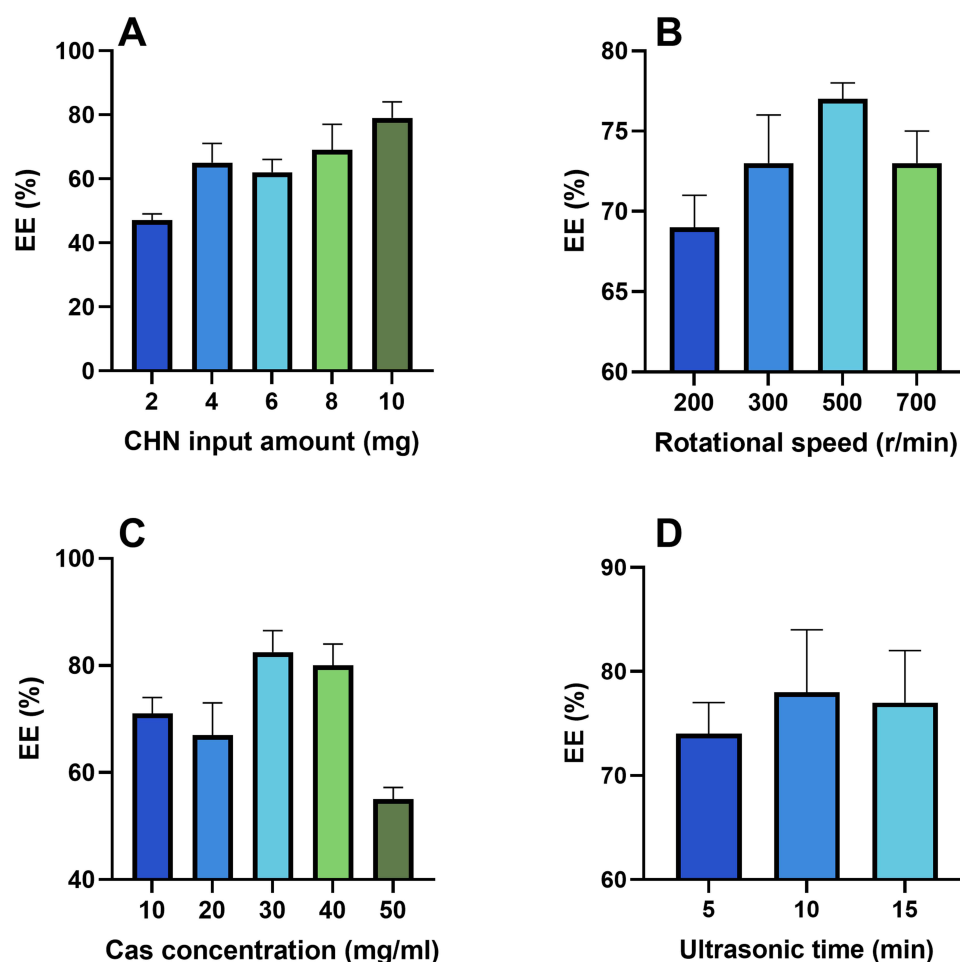 A
EE (%)
100
80
60
40
20
0
2 4 6 8 10
CHN input amount (mg)
B
EE (%)
80
75
70
65
60
200 300 500 700
Rotational speed (r/min)
C
EE (%)
100
80
60
40
10 20 30 40 50
Cas concentration (mg/ml)
D
EE (%)
90
80
70
60
5 10 15
Ultrasonic time (min)